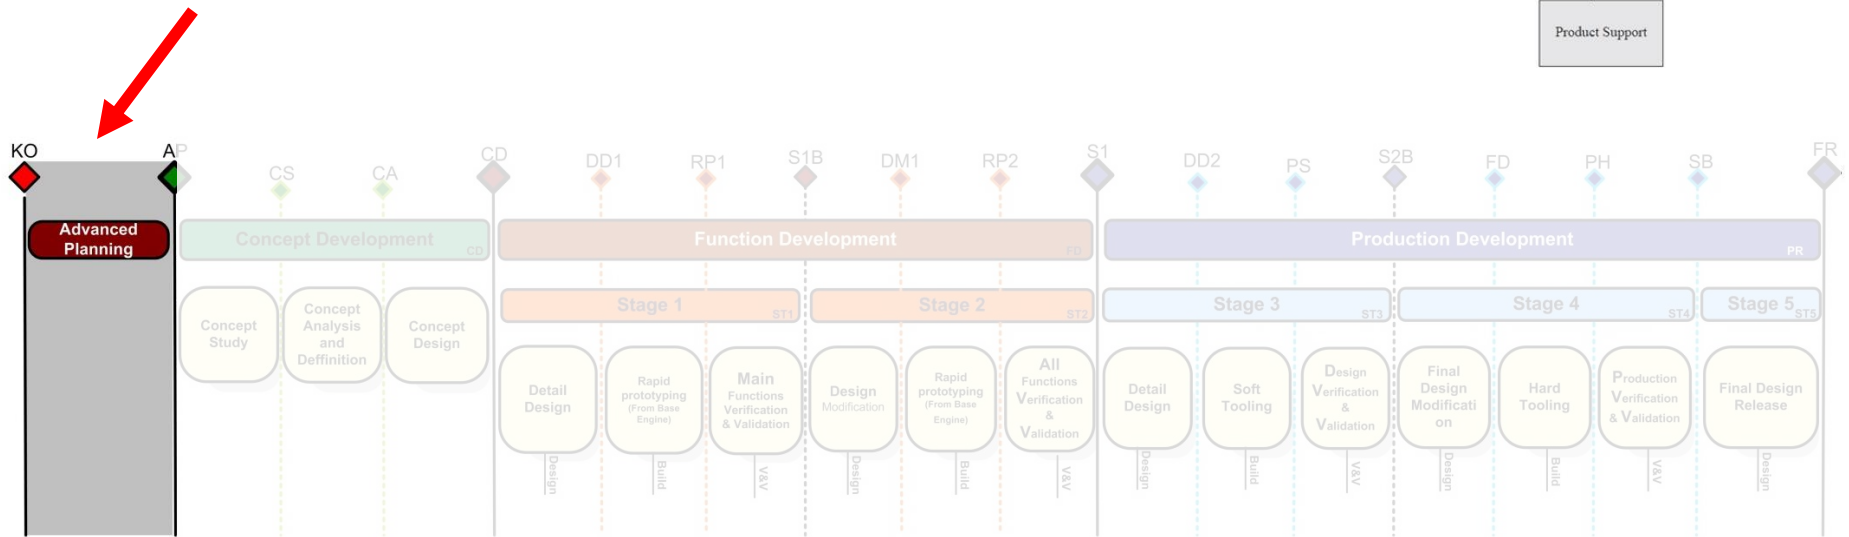 Product Support
KO
AP
CS
CA
CD
DD1
RP1
S1B
DM1
RP2
S1
DD2
PS
S2B
FD
PH
SB
FR
Advanced
Planning
Concept Development
CD
Function Development
FD
Production Development
PR
Stage 1
ST1
Stage 2
ST2
Stage 3
ST3
Stage 4
ST4
Stage 5
ST5
Concept
Study
Concept
Analysis
and
Deffinition
Concept
Design
Detail
Design
Rapid
prototyping
(From Base
Engine)
Main
Functions
Verification
& Validation
Design
Modification
Rapid
prototyping
(From Base
Engine)
All
Functions
Verification
&
Validation
Detail
Design
Soft
Tooling
Design
Verification
&
Validation
Final
Design
Modificati
on
Hard
Tooling
Production
Verification
& Validation
Final Design
Release
Design
Build
V&V
Design
Build
V&V
Design
Build
V&V
Design
Build
V&V
Design